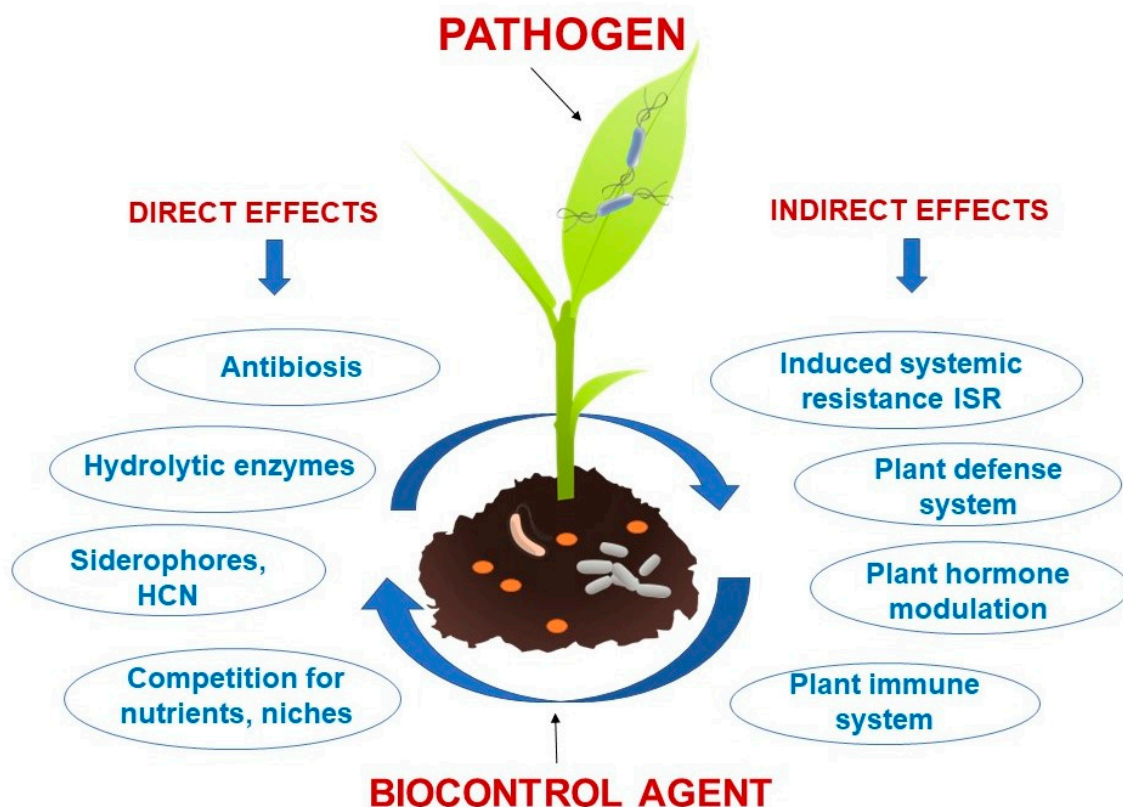 PATHOGEN
DIRECT EFFECTS
Antibiosis
Hydrolytic enzymes
Siderophores,
HCN
Competition for
nutrients, niches
INDIRECT EFFECTS
Induced systemic
resistance ISR
Plant defense
system
Plant hormone
modulation
Plant immune
system
BIOCONTROL AGENT